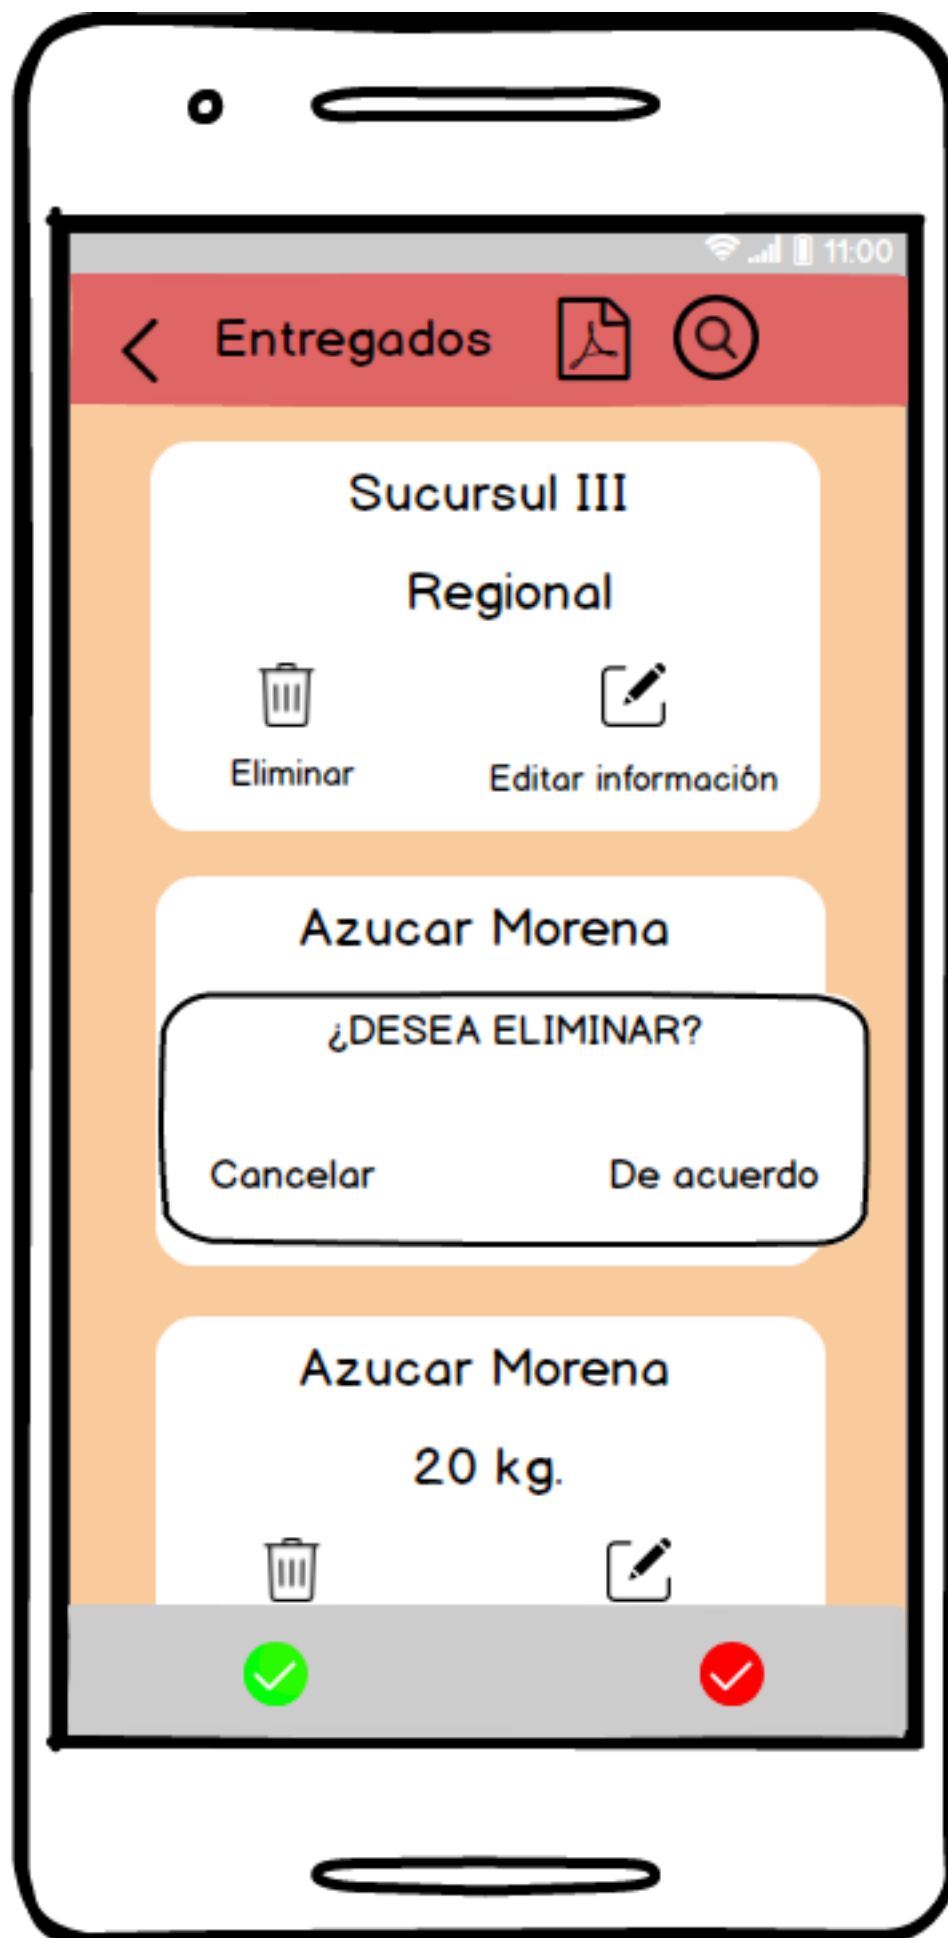 11:00
Entregados
Sucursul III
Regional
Eliminar Editar información
Azucar Morena
¿DESEA ELIMINAR?
Cancelar De acuerdo
Azucar Morena
20 kg.